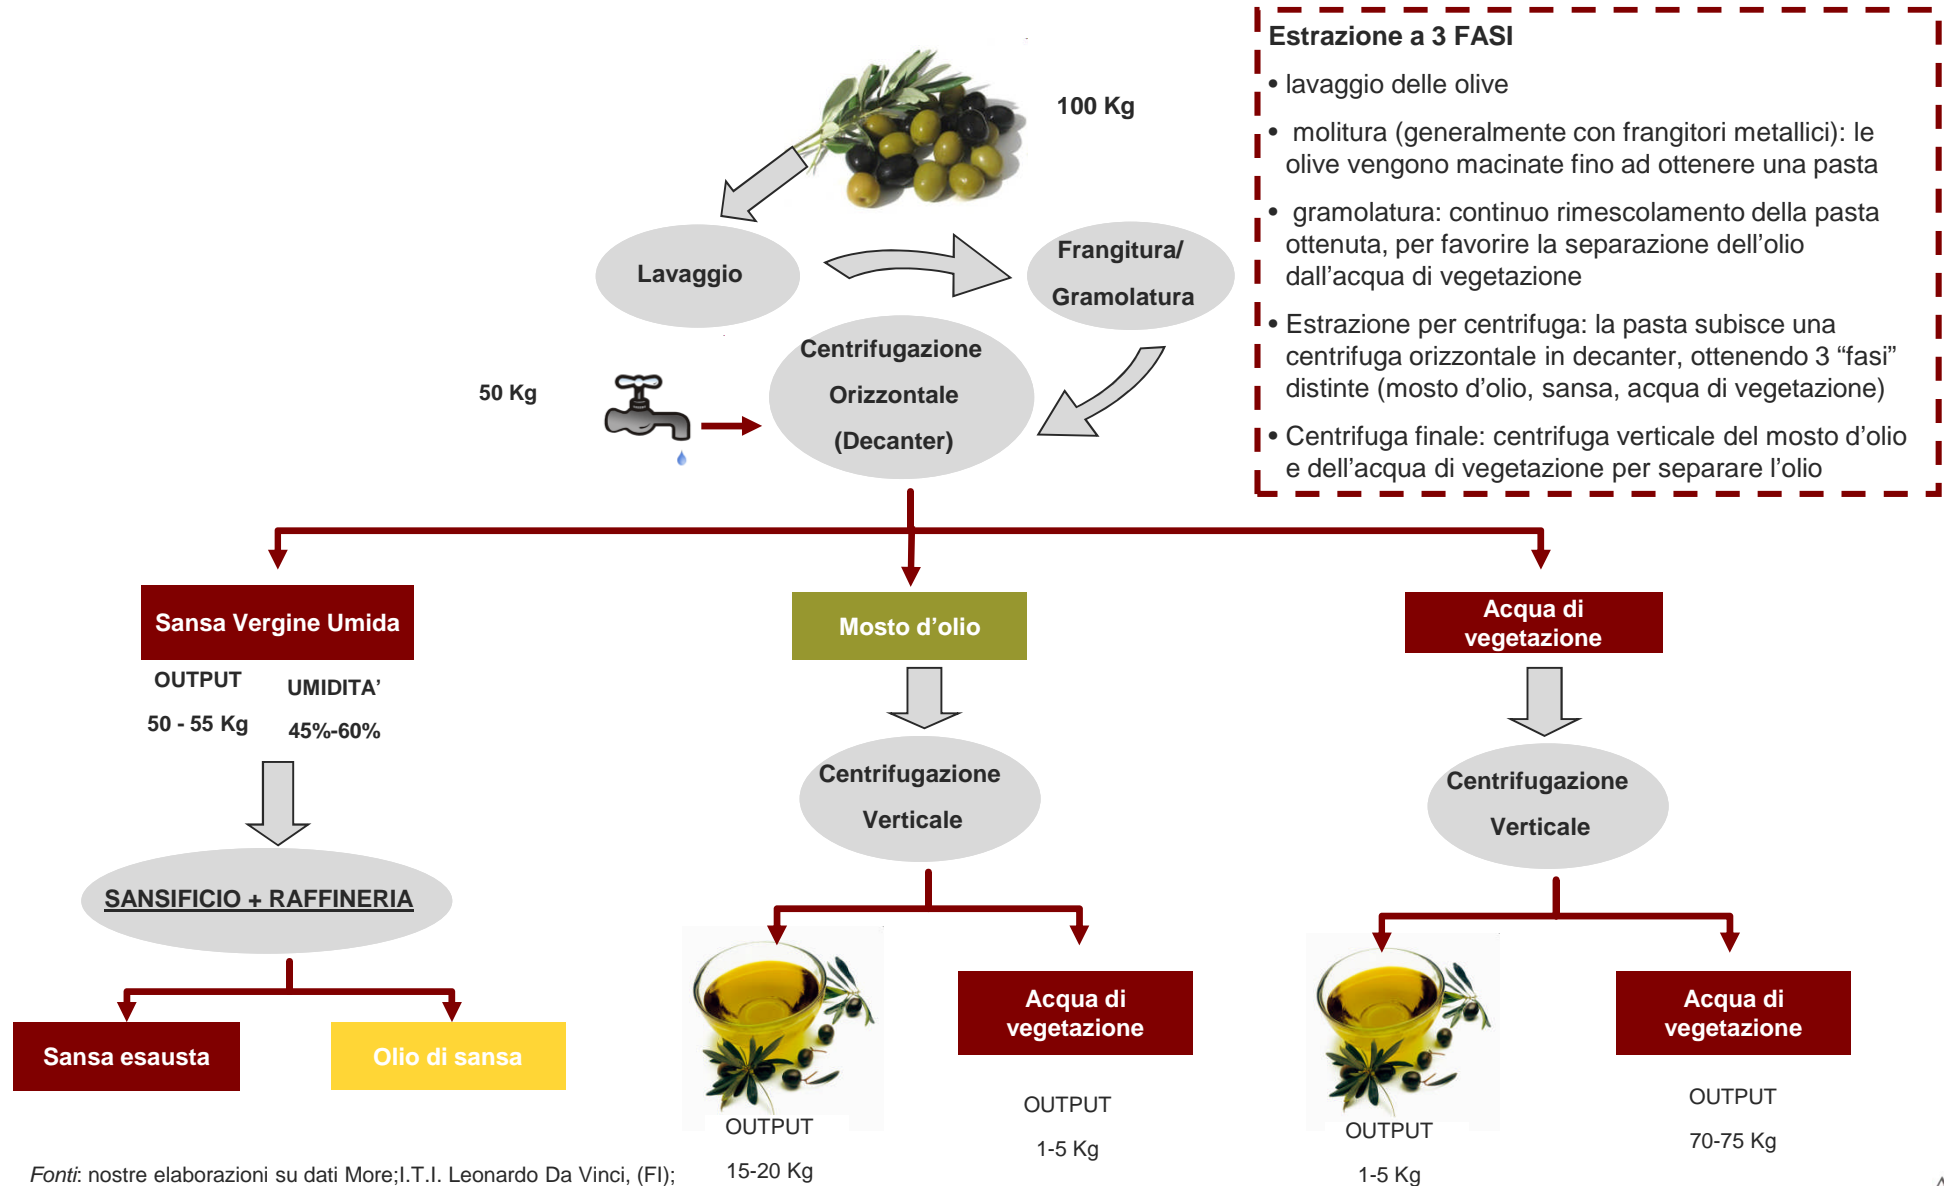 100 Kg
Lavaggio
Frangitura/
Gramolatura
50 Kg
Centrifugazione
Orizzontale
(Decanter)
Estrazione a 3 FASI
• lavaggio delle olive
• molitura (generalmente con frangitori metallici): le
olive vengono macinate fino ad ottenere una pasta
• gramolatura: continuo rimescolamento della pasta
ottenuta, per favorire la separazione dell’olio
dall’acqua di vegetazione
• Estrazione per centrifuga: la pasta subisce una
centrifuga orizzontale in decanter, ottenendo 3 “fasi”
distinte (mosto d’olio, sansa, acqua di vegetazione)
• Centrifuga finale: centrifuga verticale del mosto d’olio
e dell’acqua di vegetazione per separare l’olio
Sansa Vergine Umida
OUTPUT
50 - 55 Kg
UMIDITA’
45%-60%
SANSIFICIO + RAFFINERIA
Sansa esausta
Olio di sansa
Mosto d’olio
Centrifugazione
Verticale
OUTPUT
15-20 Kg
Acqua di
vegetazione
OUTPUT
1-5 Kg
Acqua di
vegetazione
Centrifugazione
Verticale
OUTPUT
1-5 Kg
Acqua di
vegetazione
OUTPUT
70-75 Kg
Fonti: nostre elaborazioni su dati More;I.T.I. Leonardo Da Vinci, (FI);